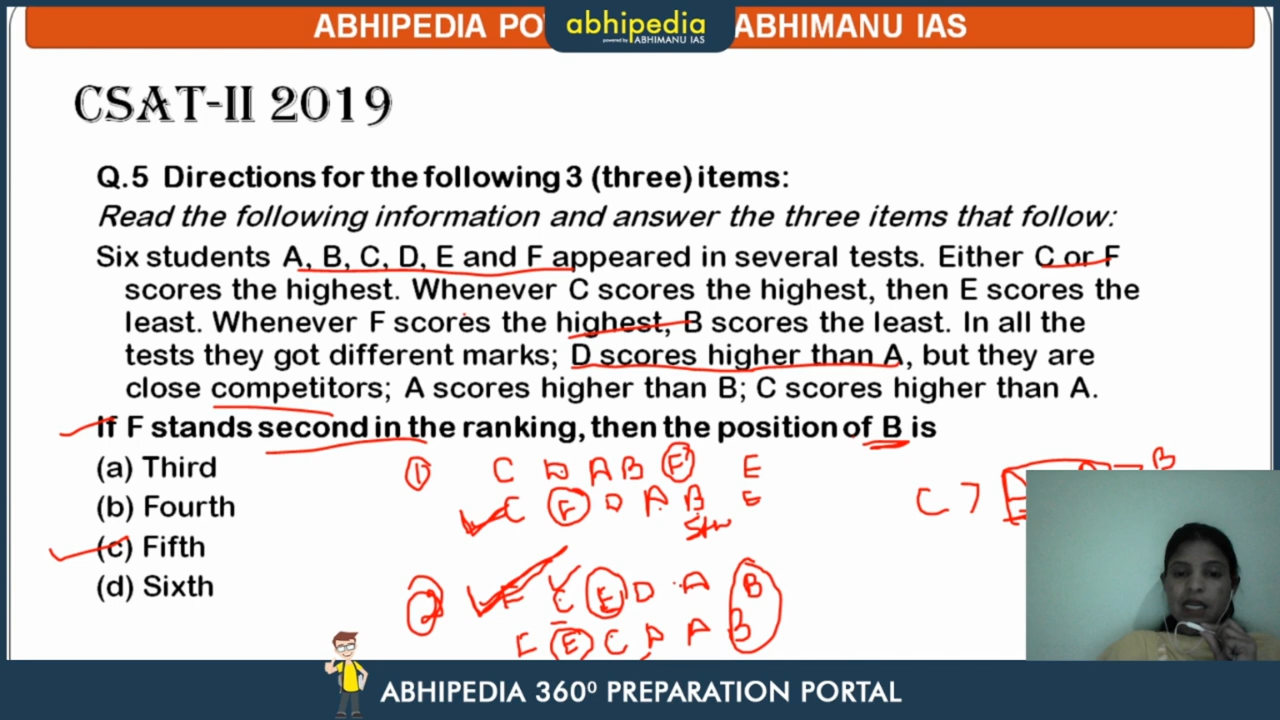 ABHIPEDIA PO
abhipedia
powered by ABHIMANU IAS
ABHIMANU IAS
CSAT-II 2019
Q.5 Directions for the following 3 (three) items:
Read the following information and answer the three items that follow:
Six students A, B, C, D, E and F appeared in several tests. Either C or F
scores the highest. Whenever C scores the highest, then E scores the
least. Whenever F scores the highest, B scores the least. In all the
tests they got different marks; D scores higher than A, but they are
close competitors; A scores higher than B; C scores higher than A.
If F stands second in the ranking, then the position of B is
(a) Third
(b) Fourth
(c) Fifth
(d) Sixth
① C D A B F E
C F D A B E
5th
② F C E D A B
F E C D A B
C > B
ABHIPEDIA 360⁰ PREPARATION PORTAL